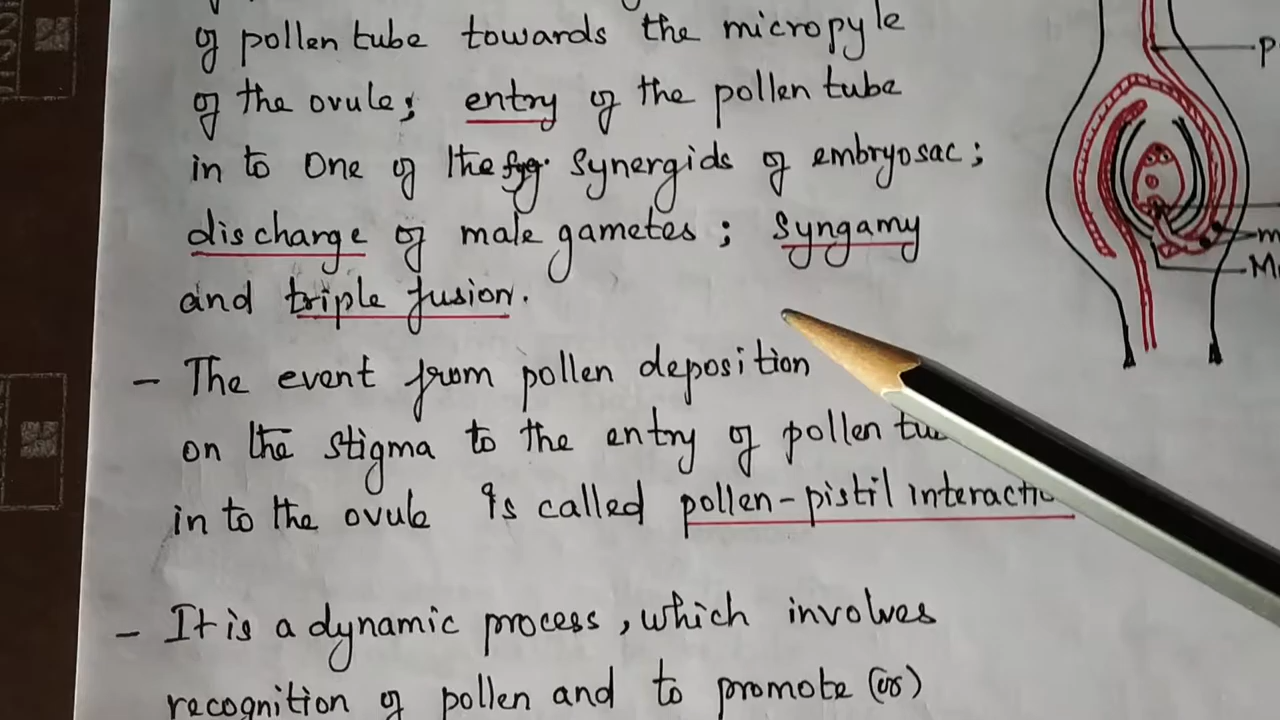 of pollen tube towards the micropyle
of the ovule; entry of the pollen tube
in to One of the synergids of embryosac;
discharge of male gametes; syngamy
and triple fusion.
- The event from pollen deposition
on the stigma to the entry of pollen
in to the ovule is called pollen-pistil interactio
- It is a dynamic process, which involves
recognition of pollen and to promote (or)
P
m
M